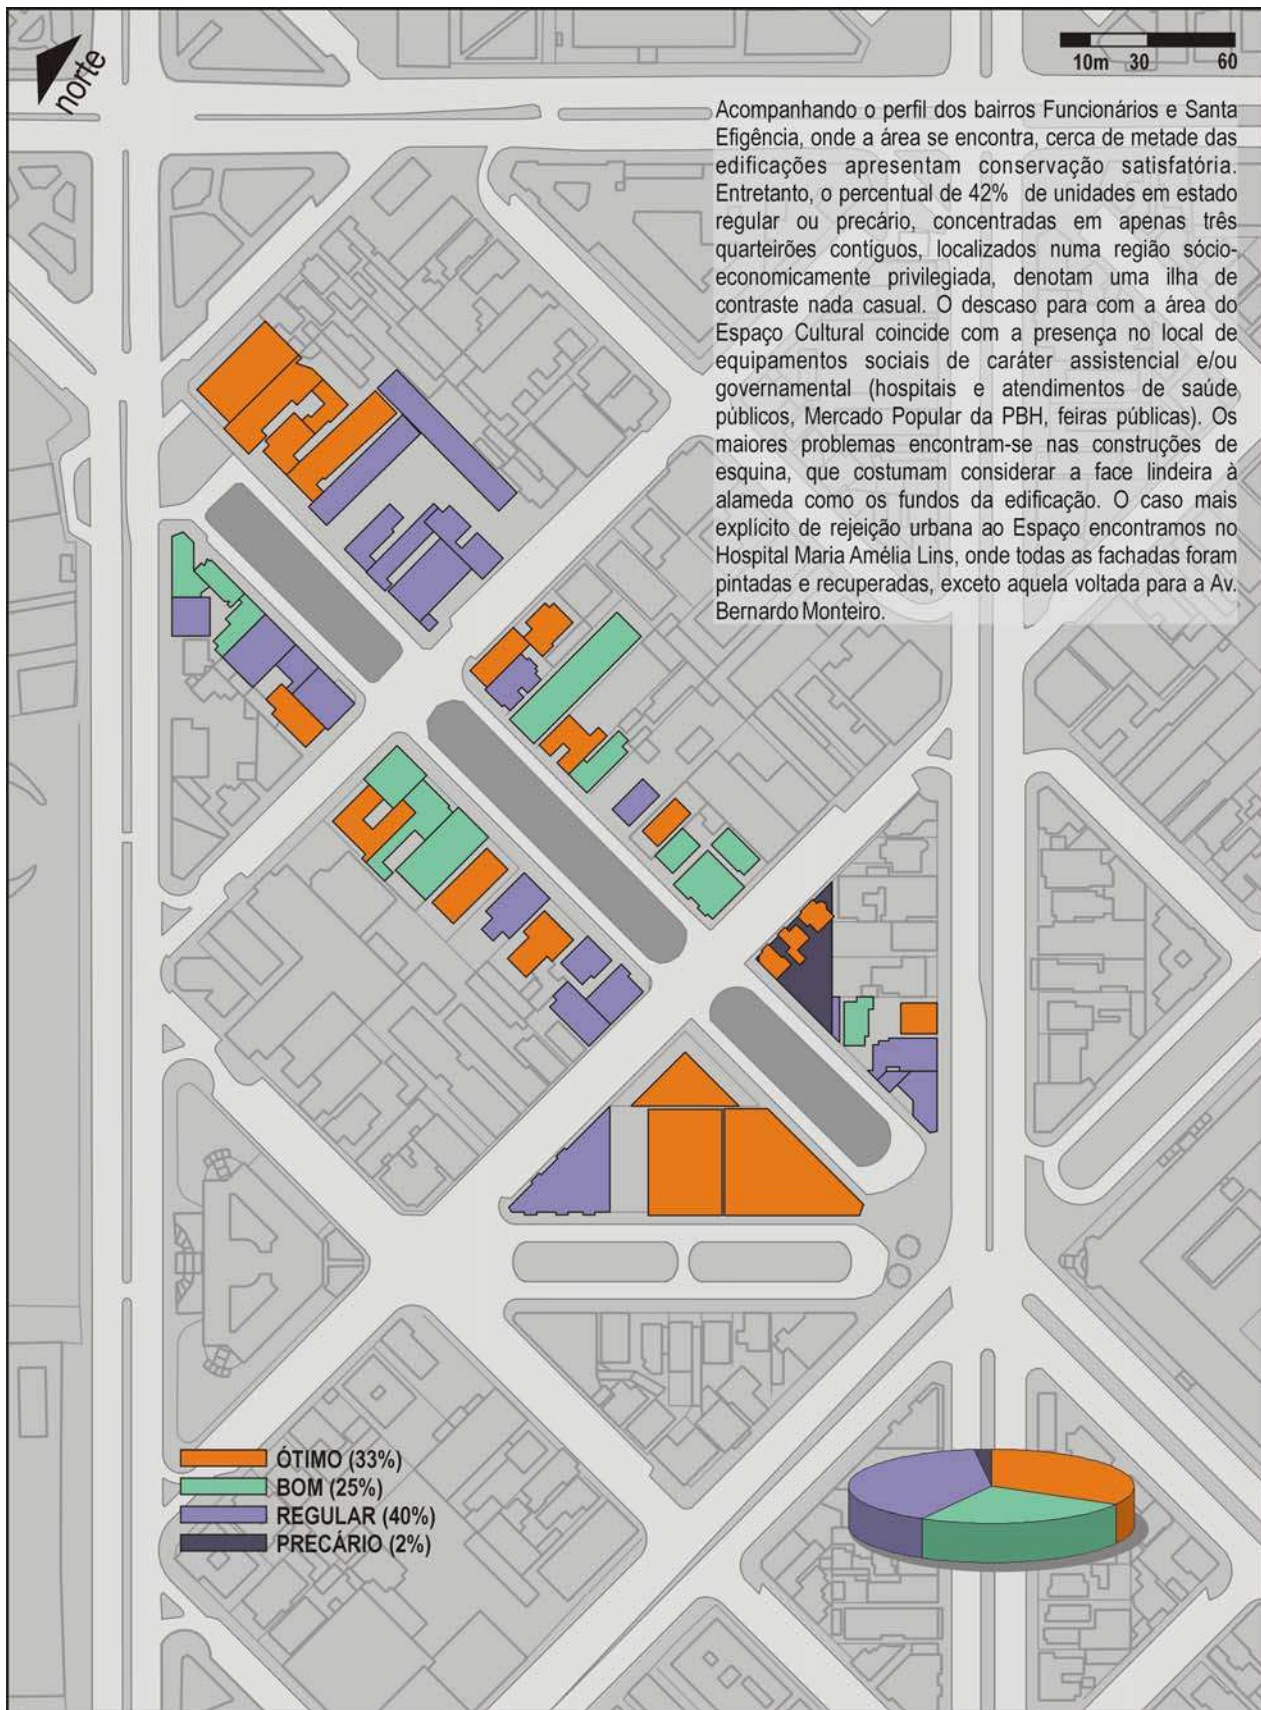 norte
10m 30 60
Acompanhando o perfil dos bairros Funcionários e Santa
Efigência, onde a área se encontra, cerca de metade das
edificações apresentam conservação satisfatória.
Entretanto, o percentual de 42% de unidades em estado
regular ou precário, concentradas em apenas três
quarteirões contíguos, localizados numa região sócio-
economicamente privilegiada, denotam uma ilha de
contraste nada casual. O descaso para com a área do
Espaço Cultural coincide com a presença no local de
equipamentos sociais de caráter assistencial e/ou
governamental (hospitais e atendimentos de saúde
públicos, Mercado Popular da PBH, feiras públicas). Os
maiores problemas encontram-se nas construções de
esquina, que costumam considerar a face lindeira à
alameda como os fundos da edificação. O caso mais
explícito de rejeição urbana ao Espaço encontramos no
Hospital Maria Amélia Lins, onde todas as fachadas foram
pintadas e recuperadas, exceto aquela voltada para a Av.
Bernardo Monteiro.
ÓTIMO (33%)
BOM (25%)
REGULAR (40%)
PRECÁRIO (2%)